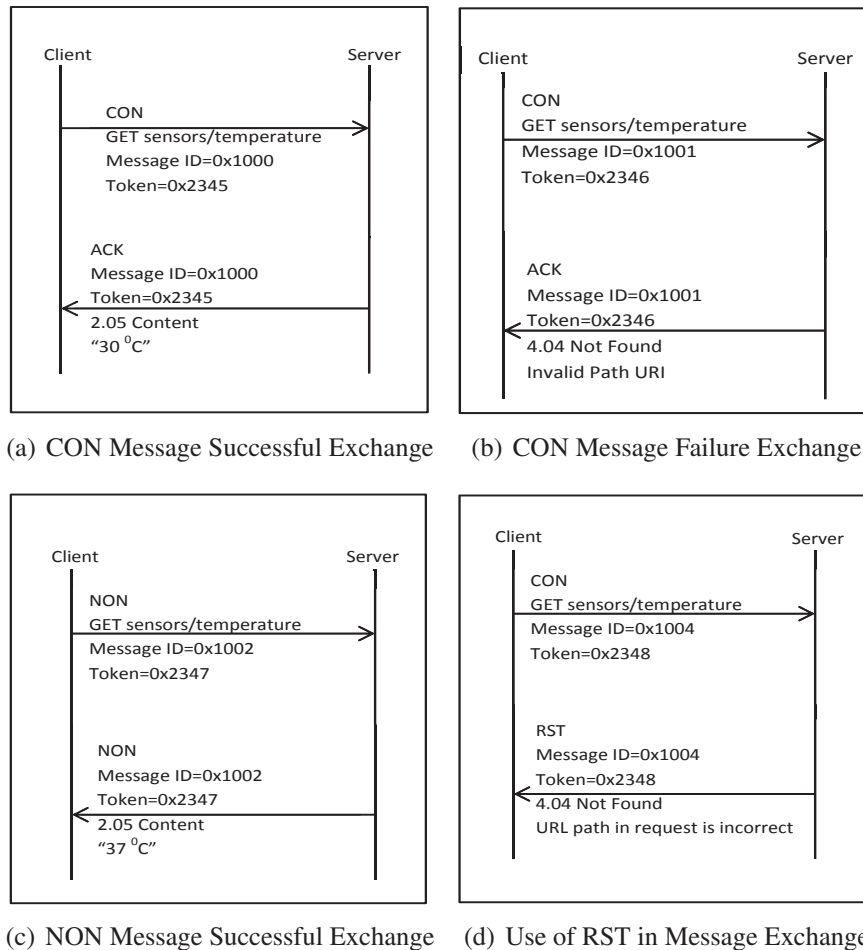 Client Server
CON
GET sensors/temperature
Message ID=0x1000
Token=0x2345
ACK
Message ID=0x1000
Token=0x2345
2.05 Content
“30 ⁰C”
(a) CON Message Successful Exchange
Client Server
CON
GET sensors/temperature
Message ID=0x1001
Token=0x2346
ACK
Message ID=0x1001
Token=0x2346
4.04 Not Found
Invalid Path URI
(b) CON Message Failure Exchange
Client Server
NON
GET sensors/temperature
Message ID=0x1002
Token=0x2347
NON
Message ID=0x1002
Token=0x2347
2.05 Content
“37 ⁰C”
(c) NON Message Successful Exchange
Client Server
CON
GET sensors/temperature
Message ID=0x1004
Token=0x2348
RST
Message ID=0x1004
Token=0x2348
4.04 Not Found
URL path in request is incorrect
(d) Use of RST in Message Exchange